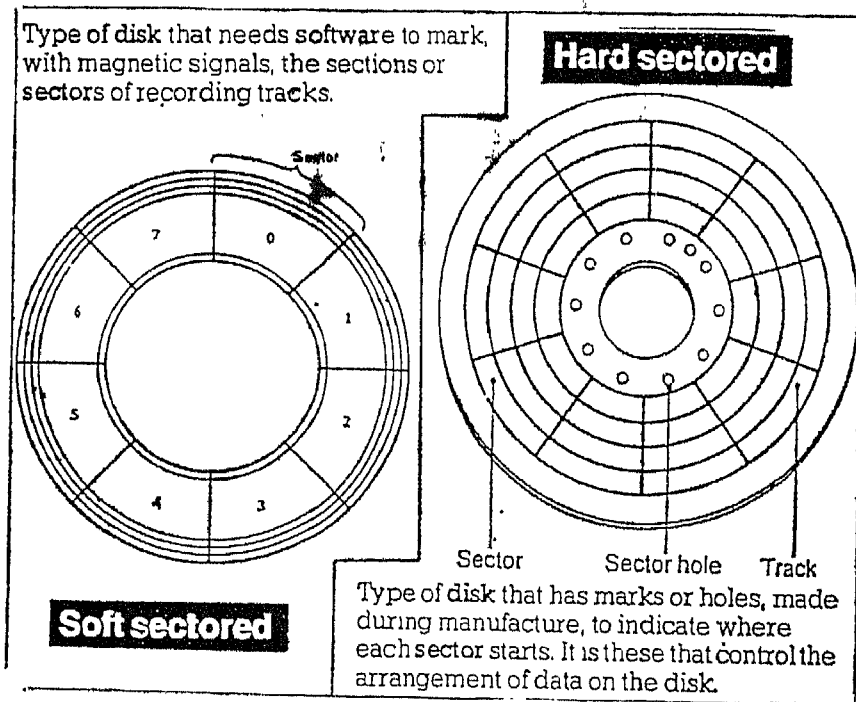 Type of disk that needs software to mark,
with magnetic signals, the sections or
sectors of recording tracks.
Sector
7
0
6
1
5
2
4
3
Soft sectored
Hard sectored
Sector
Sector hole
Track
Type of disk that has marks or holes, made
during manufacture, to indicate where
each sector starts. It is these that control the
arrangement of data on the disk.